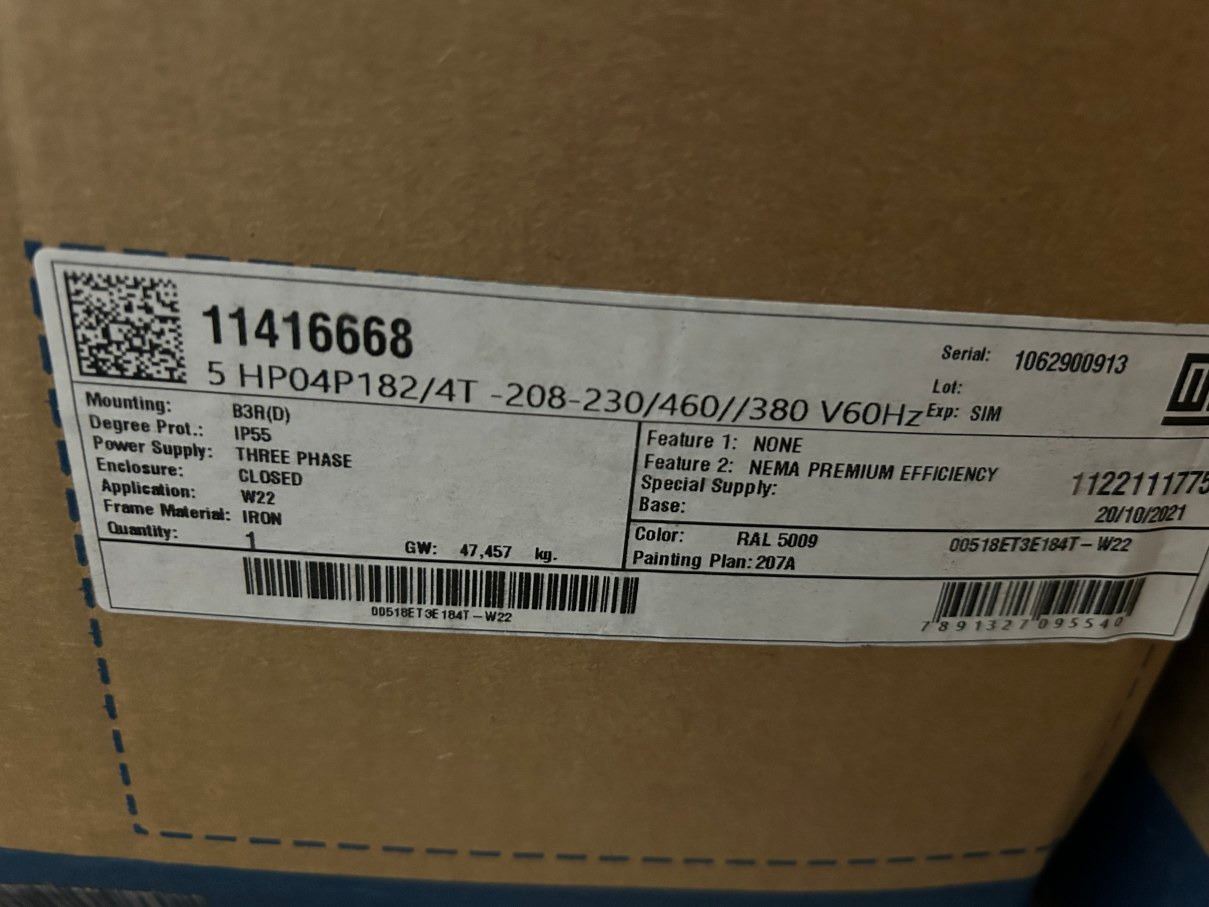 11416668
5 HP04P182/4T -208-230/460//380 V60Hz
Serial: 1062900913
Lot:
Exp: SIM
Mounting: B3R(D)
Degree Prot.: IP55
Power Supply: THREE PHASE
Enclosure: CLOSED
Application: W22
Frame Material: IRON
Quantity: 1
GW: 47,457 kg.
00518ET3E184T-W22
Feature 1: NONE
Feature 2: NEMA PREMIUM EFFICIENCY
Special Supply:
Base:
1122111775
20/10/2021
Color: RAL 5009
Painting Plan: 207A
00518ET3E184T-W22
7891327095540